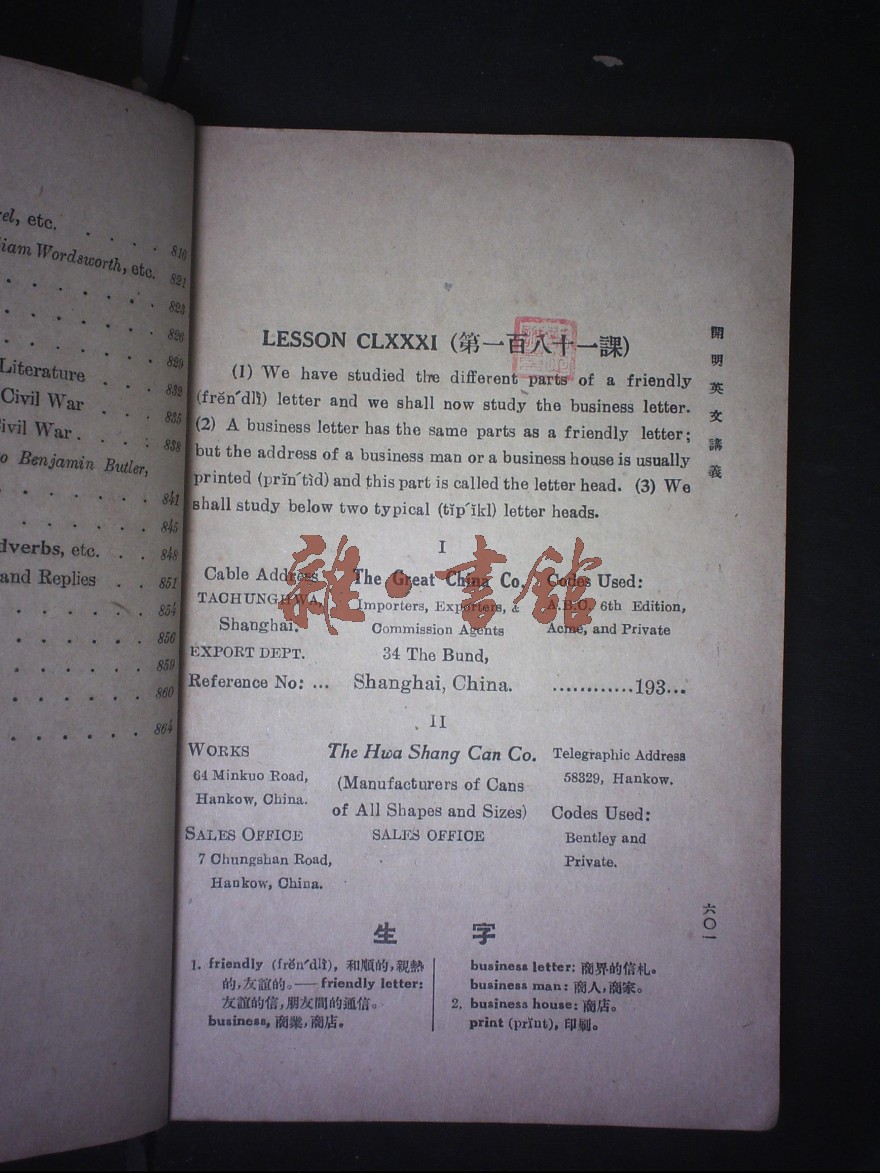 el, etc. . . . . 816
iam Wordsworth, etc. 821
. . . . . . . 823
. . . . . . . 826
. . . . . . . 829
Literature . . . . 832
Civil War . . . . 835
ivil War . . . . 838
o Benjamin Butler,
. . . . . . . 841
. . . . . . . 845
dverbs, etc. . . 848
and Replies . . 851
. . . . . . . 854
. . . . . . . 856
. . . . . . . 859
. . . . . . . 860
. . . . . . . 864
LESSON CLXXXI (第一百八十一課)
(1) We have studied the different parts of a friendly
(frĕn´dlĭ) letter and we shall now study the business letter.
(2) A business letter has the same parts as a friendly letter;
but the address of a business man or a business house is usually
printed (prĭn´tĭd) and this part is called the letter head. (3) We
shall study below two typical (tĭp´ĭkl) letter heads.
開明英文講義
I
Cable Address The Great China Co. Codes Used:
TACHUNGHWA, Importers, Exporters, & A.B.C. 6th Edition,
Shanghai. Commission Agents Acme, and Private
EXPORT DEPT. 34 The Bund,
Reference No: ... Shanghai, China. ............193...
雜·書館
II
WORKS The Hwa Shang Can Co. Telegraphic Address
64 Minkuo Road, (Manufacturers of Cans 58329, Hankow.
Hankow, China. of All Shapes and Sizes) Codes Used:
SALES OFFICE SALES OFFICE Bentley and
7 Chungshan Road, Private.
Hankow, China.
六〇一
生字
1. friendly (frĕn´dlĭ), 和順的,親熱
的,友誼的。—— friendly letter:
友誼的信,朋友間的通信。
business, 商業,商店。
business letter: 商界的信札。
business man: 商人,商家。
2. business house: 商店。
print (prĭnt), 印刷。